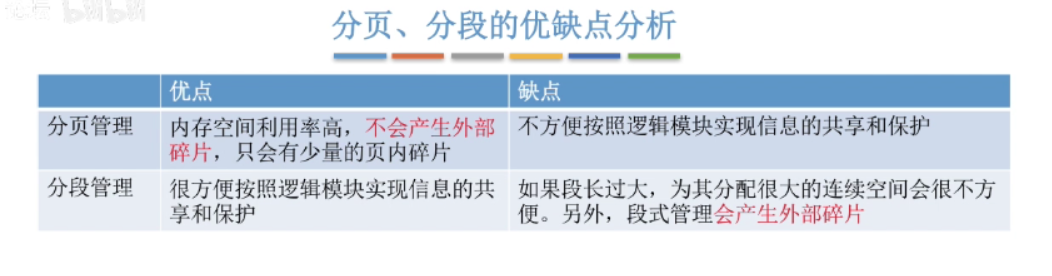 bilibili
分页、分段的优缺点分析
优点 缺点
分页管理 内存空间利用率高，不会产生外部 不方便按照逻辑模块实现信息的共享和保护
碎片，只会有少量的页内碎片
分段管理 很方便按照逻辑模块实现信息的共 如果段长过大，为其分配很大的连续空间会很不方
享和保护 便。另外，段式管理会产生外部碎片